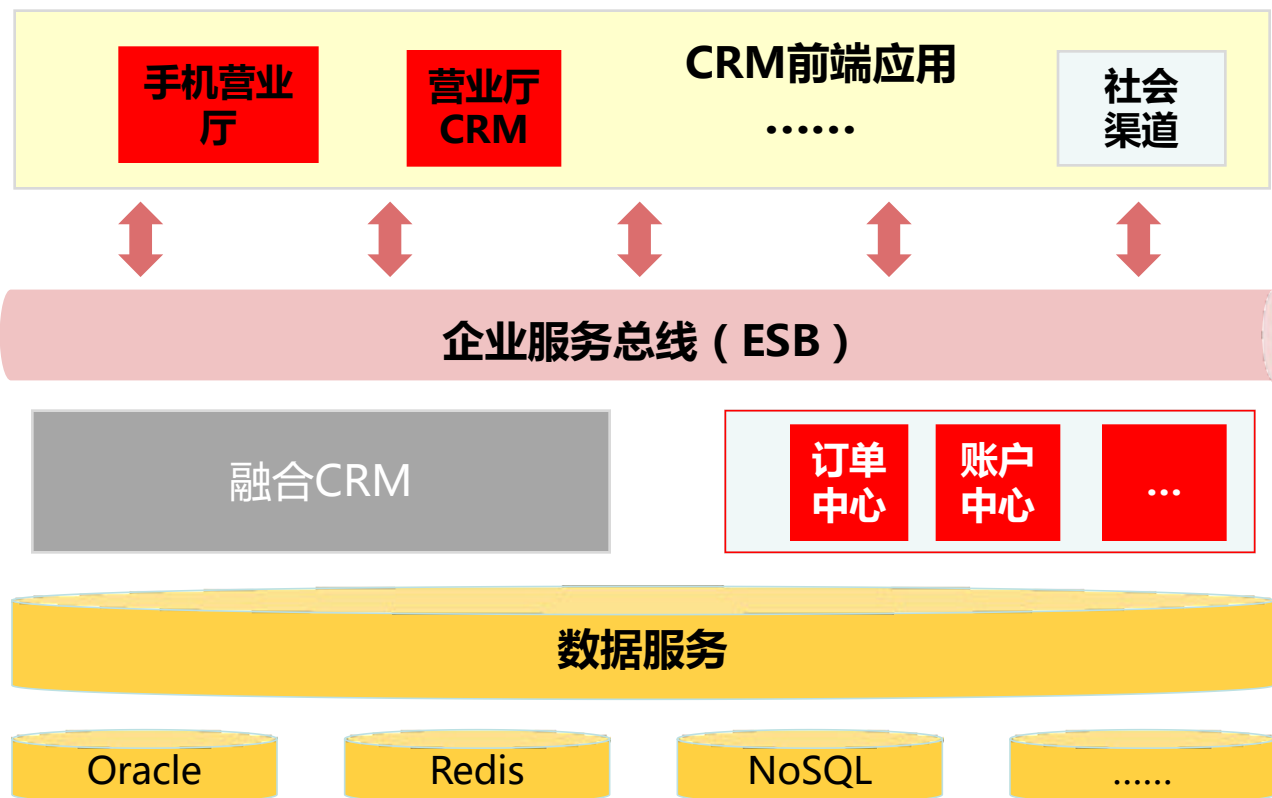 手机营业
厅
营业厅
CRM
CRM前端应用
……
社会
渠道
企业服务总线（ESB）
融合CRM
订单
中心
账户
中心
…
数据服务
Oracle
Redis
NoSQL
……